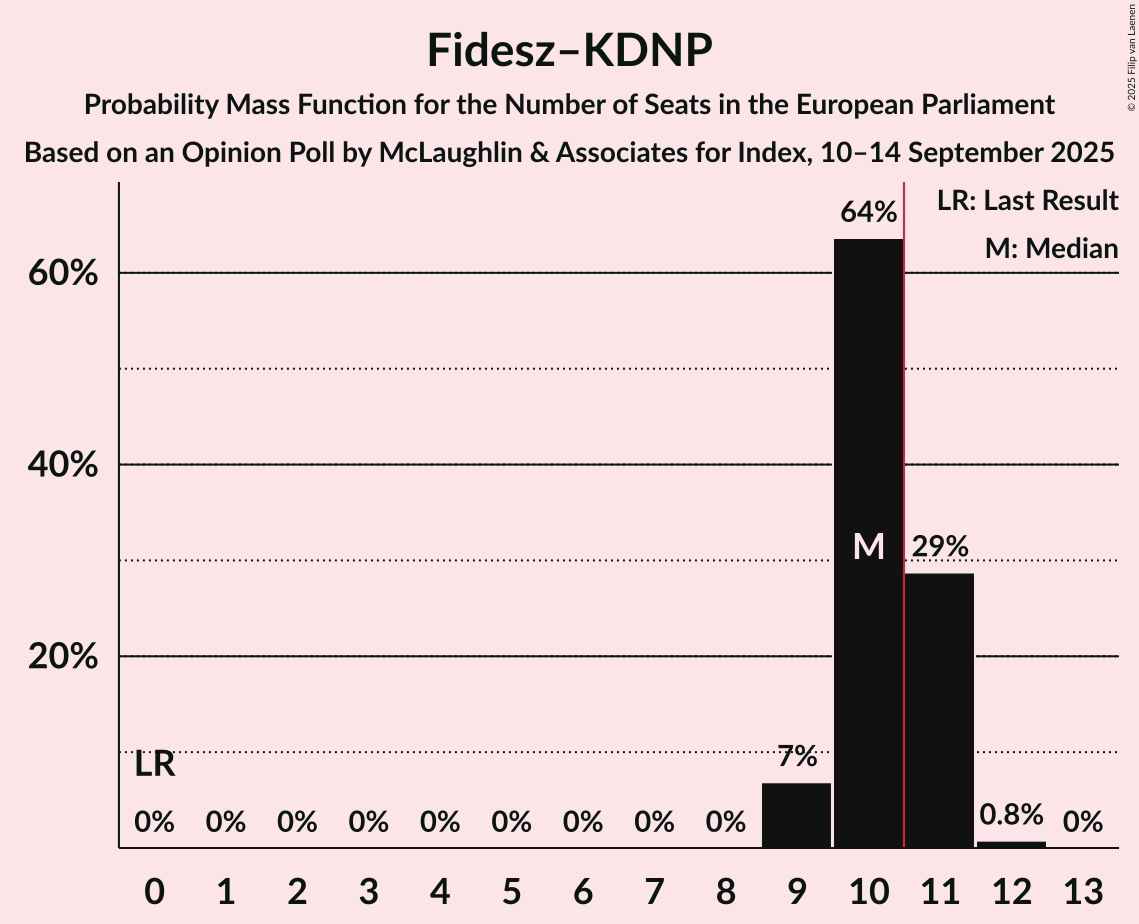 Fidesz–KDNP
Probability Mass Function for the Number of Seats in the European Parliament
Based on an Opinion Poll by McLaughlin & Associates for Index, 10–14 September 2025
© 2025 Filip van Laenen
LR: Last Result
M: Median
64%
60%
40%
M
29%
20%
LR
7%
0% 0% 0% 0% 0% 0% 0% 0% 0% 0.8% 0%
0 1 2 3 4 5 6 7 8 9 10 11 12 13